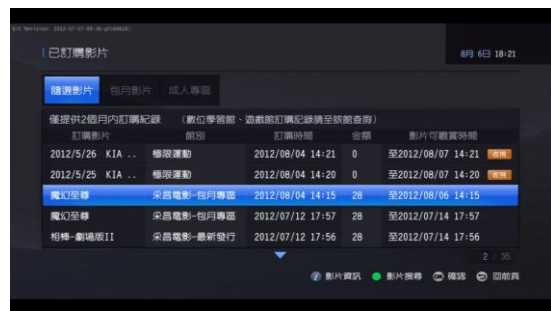 已訂購影片
8月 6日 18:21
隨選影片 包月影片 成人專區
僅提供2個月內訂購紀錄 (數位學習館、遊戲館訂購記錄請至該館查詢)
訂購影片 館別 訂購時間 金額 影片可觀賞時間
2012/5/26 KIA .. 極限運動 2012/08/04 14:21 0 至2012/08/07 14:21 收視
2012/5/25 KIA .. 極限運動 2012/08/04 14:20 0 至2012/08/07 14:20 收視
魔幻至尊 采昌電影-包月專區 2012/08/04 14:15 28 至2012/08/06 14:15
魔幻至尊 采昌電影-包月專區 2012/07/12 17:57 28 至2012/07/14 17:57
相棒-劇場版II 采昌電影-最新發行 2012/07/12 17:56 28 至2012/07/14 17:56
2 / 35
影片資訊 影片搜尋 OK 確認 回前頁